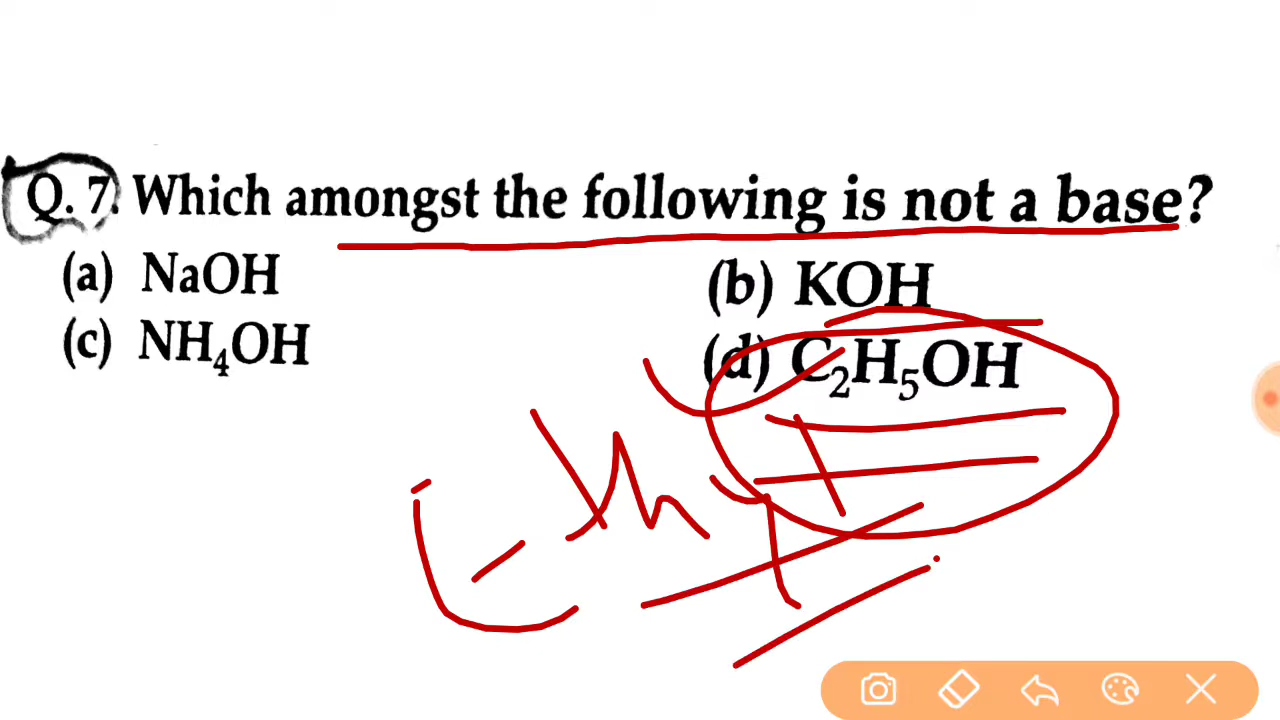 Q. 7. Which amongst the following is not a base?
(a) NaOH (b) KOH
(c) NH₄OH (d) C₂H₅OH